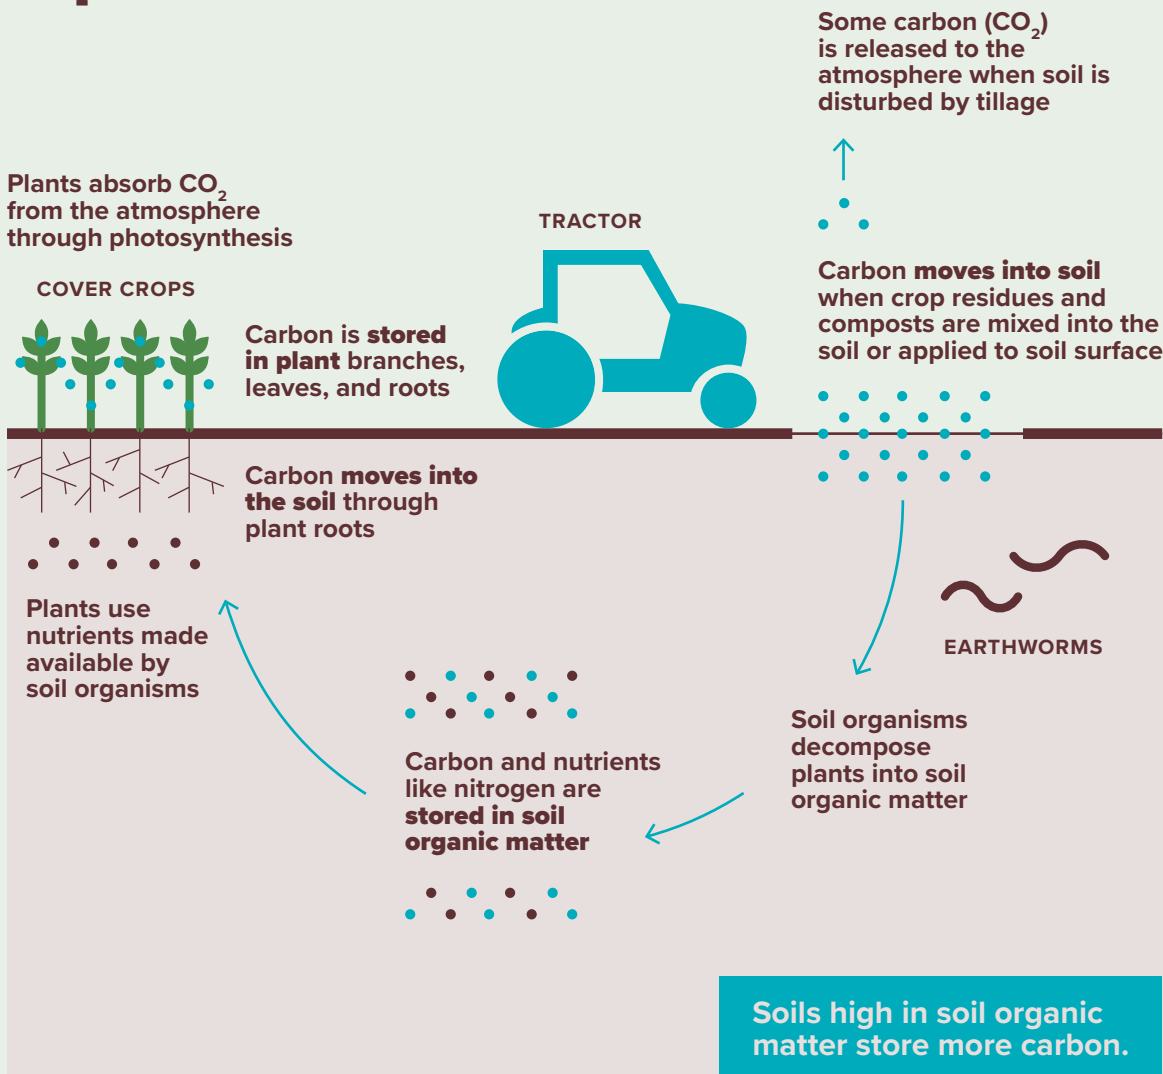 Some carbon (CO₂)
is released to the
atmosphere when soil is
disturbed by tillage
Plants absorb CO₂
from the atmosphere
through photosynthesis
TRACTOR
Carbon moves into soil
when crop residues and
composts are mixed into the
soil or applied to soil surface
COVER CROPS
Carbon is stored
in plant branches,
leaves, and roots
Carbon moves into
the soil through
plant roots
Plants use
nutrients made
available by
soil organisms
EARTHWORMS
Soil organisms
decompose
plants into soil
organic matter
Carbon and nutrients
like nitrogen are
stored in soil
organic matter
Soils high in soil organic
matter store more carbon.